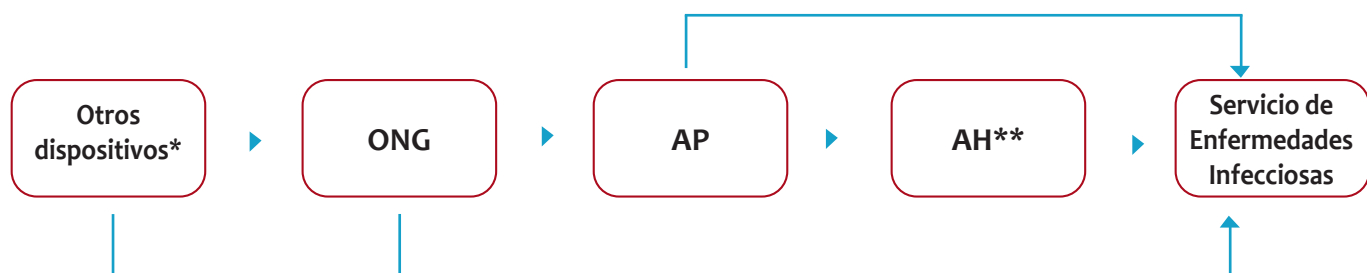 Otros
dispositivos*
ONG
AP
AH**
Servicio de
Enfermedades
Infecciosas